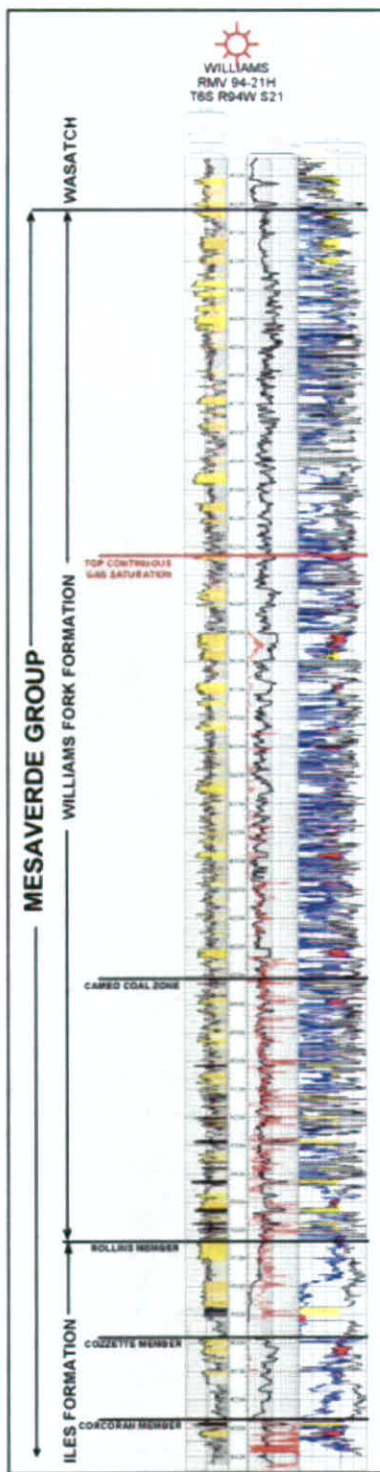 WILLIAMS
RMV 94-21H
T6S R94W S21
WASATCH
MESAVERDE GROUP
WILLIAMS FORK FORMATION
TOP CONTINUOUS
GAS SATURATION
CAMEO COAL ZONE
ROLLINS MEMBER
ILES FORMATION
COZZETTE MEMBER
CORCORAN MEMBER